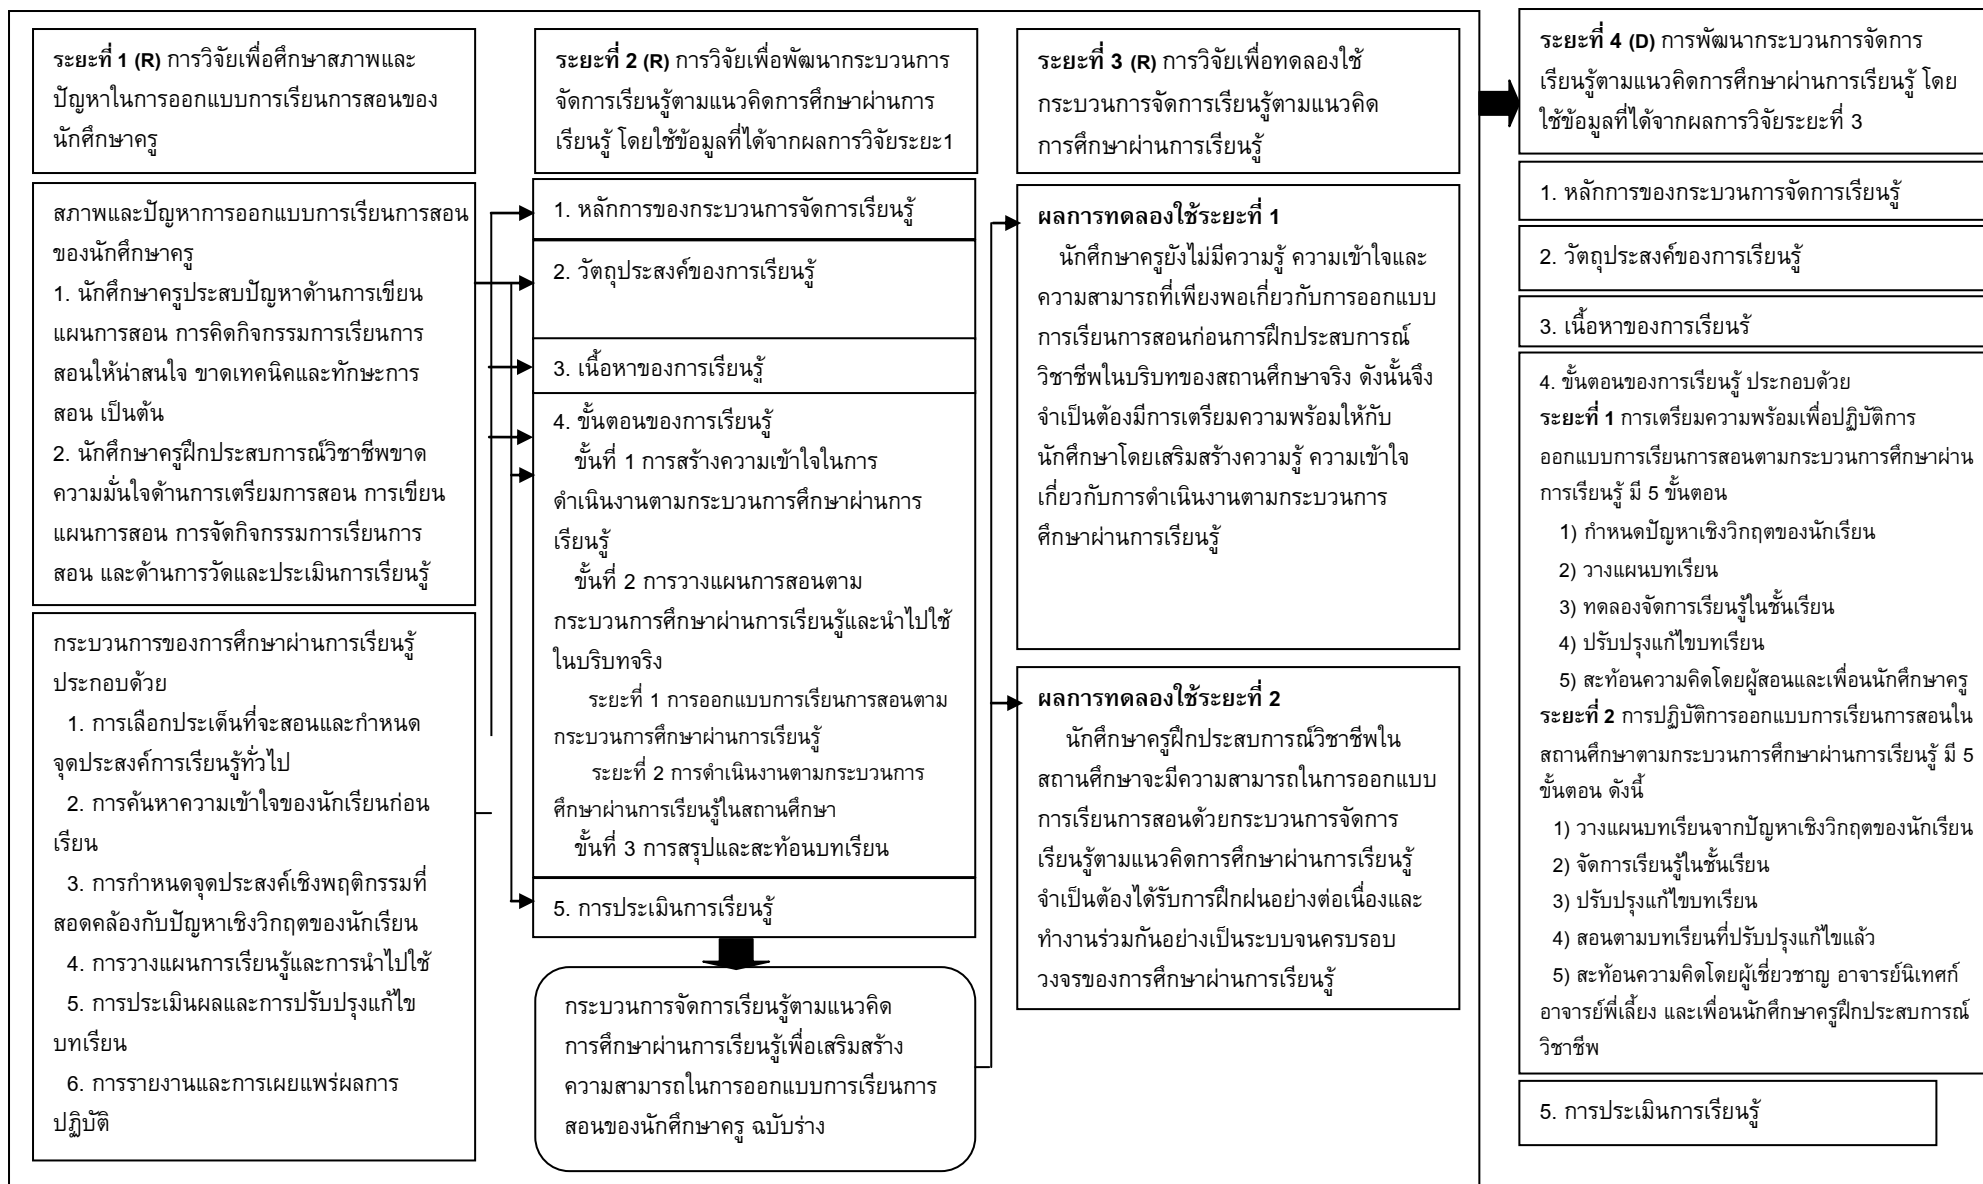 ระยะที่ 1 (R) การวิจัยเพื่อศึกษาสภาพและ
ปัญหาในการออกแบบการเรียนการสอนของ
นักศึกษาครู
สภาพและปัญหาการออกแบบการเรียนการสอน
ของนักศึกษาครู
1. นักศึกษาครูประสบปัญหาด้านการเขียน
แผนการสอน การคิดกิจกรรมการเรียนการ
สอนให้น่าสนใจ ขาดเทคนิคและทักษะการ
สอน เป็นต้น
2. นักศึกษาครูฝึกประสบการณ์วิชาชีพขาด
ความมั่นใจด้านการเตรียมการสอน การเขียน
แผนการสอน การจัดกิจกรรมการเรียนการ
สอน และด้านการวัดและประเมินการเรียนรู้
กระบวนการของการศึกษาผ่านการเรียนรู้
ประกอบด้วย
1. การเลือกประเด็นที่จะสอนและกำหนด
จุดประสงค์การเรียนรู้ทั่วไป
2. การค้นหาความเข้าใจของนักเรียนก่อน
เรียน
3. การกำหนดจุดประสงค์เชิงพฤติกรรมที่
สอดคล้องกับปัญหาเชิงวิกฤตของนักเรียน
4. การวางแผนการเรียนรู้และการนำไปใช้
5. การประเมินผลและการปรับปรุงแก้ไข
บทเรียน
6. การรายงานและการเผยแพร่ผลการ
ปฏิบัติ
ระยะที่ 2 (R) การวิจัยเพื่อพัฒนากระบวนการ
จัดการเรียนรู้ตามแนวคิดการศึกษาผ่านการ
เรียนรู้ โดยใช้ข้อมูลที่ได้จากผลการวิจัยระยะ1
1. หลักการของกระบวนการจัดการเรียนรู้
2. วัตถุประสงค์ของการเรียนรู้
3. เนื้อหาของการเรียนรู้
4. ขั้นตอนของการเรียนรู้
ขั้นที่ 1 การสร้างความเข้าใจในการ
ดำเนินงานตามกระบวนการศึกษาผ่านการ
เรียนรู้
ขั้นที่ 2 การวางแผนการสอนตาม
กระบวนการศึกษาผ่านการเรียนรู้และนำไปใช้
ในบริบทจริง
ระยะที่ 1 การออกแบบการเรียนการสอนตาม
กระบวนการศึกษาผ่านการเรียนรู้
ระยะที่ 2 การดำเนินงานตามกระบวนการ
ศึกษาผ่านการเรียนรู้ในสถานศึกษา
ขั้นที่ 3 การสรุปและสะท้อนบทเรียน
5. การประเมินการเรียนรู้
กระบวนการจัดการเรียนรู้ตามแนวคิด
การศึกษาผ่านการเรียนรู้เพื่อเสริมสร้าง
ความสามารถในการออกแบบการเรียนการ
สอนของนักศึกษาครู ฉบับร่าง
ระยะที่ 3 (R) การวิจัยเพื่อทดลองใช้
กระบวนการจัดการเรียนรู้ตามแนวคิด
การศึกษาผ่านการเรียนรู้
ผลการทดลองใช้ระยะที่ 1
นักศึกษาครูยังไม่มีความรู้ ความเข้าใจและ
ความสามารถที่เพียงพอเกี่ยวกับการออกแบบ
การเรียนการสอนก่อนการฝึกประสบการณ์
วิชาชีพในบริบทของสถานศึกษาจริง ดังนั้นจึง
จำเป็นต้องมีการเตรียมความพร้อมให้กับ
นักศึกษาโดยเสริมสร้างความรู้ ความเข้าใจ
เกี่ยวกับการดำเนินงานตามกระบวนการ
ศึกษาผ่านการเรียนรู้
ผลการทดลองใช้ระยะที่ 2
นักศึกษาครูฝึกประสบการณ์วิชาชีพใน
สถานศึกษาจะมีความสามารถในการออกแบบ
การเรียนการสอนด้วยกระบวนการจัดการ
เรียนรู้ตามแนวคิดการศึกษาผ่านการเรียนรู้
จำเป็นต้องได้รับการฝึกฝนอย่างต่อเนื่องและ
ทำงานร่วมกันอย่างเป็นระบบจนครบรอบ
วงจรของการศึกษาผ่านการเรียนรู้
ระยะที่ 4 (D) การพัฒนากระบวนการจัดการ
เรียนรู้ตามแนวคิดการศึกษาผ่านการเรียนรู้ โดย
ใช้ข้อมูลที่ได้จากผลการวิจัยระยะที่ 3
1. หลักการของกระบวนการจัดการเรียนรู้
2. วัตถุประสงค์ของการเรียนรู้
3. เนื้อหาของการเรียนรั
4. ขั้นตอนของการเรียนรู้ ประกอบด้วย
ระยะที่ 1 การเตรียมความพร้อมเพื่อปฏิบัติการ
ออกแบบการเรียนการสอนตามกระบวนการศึกษาผ่าน
การเรียนรู้ มี 5 ขั้นตอน
1) กำหนดปัญหาเชิงวิกฤตของนักเรียน
2) วางแผนบทเรียน
3) ทดลองจัดการเรียนรู้ในชั้นเรียน
4) ปรับปรุงแก้ไขบทเรียน
5) สะท้อนความคิดโดยผู้สอนและเพื่อนนักศึกษาครู
ระยะที่ 2 การปฏิบัติการออกแบบการเรียนการสอนใน
สถานศึกษาตามกระบวนการศึกษาผ่านการเรียนรู้ มี 5
ขั้นตอน ดังนี้
1) วางแผนบทเรียนจากปัญหาเชิงวิกฤตของนักเรียน
2) จัดการเรียนรู้ในชั้นเรียน
3) ปรับปรุงแก้ไขบทเรียน
4) สอนตามบทเรียนที่ปรับปรุงแก้ไขแล้ว
5) สะท้อนความคิดโดยผู้เชี่ยวชาญ อาจารย์นิเทศก์
อาจารย์พี่เลี้ยง และเพื่อนนักศึกษาครูฝึกประสบการณ์
วิชาชีพ
5. การประเมินการเรียนรู้